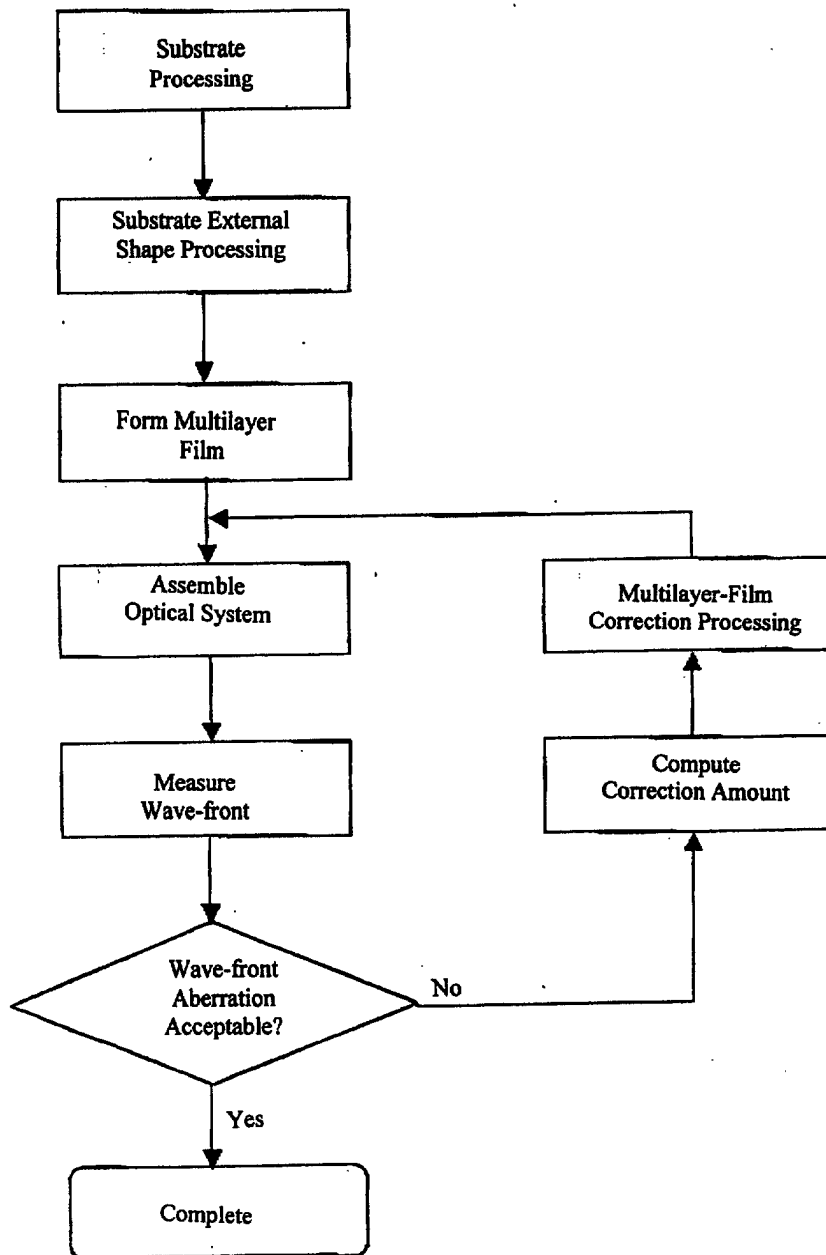 Substrate
Processing
Substrate External
Shape Processing
Form Multilayer
Film
Assemble
Optical System
Multilayer-Film
Correction Processing
Measure
Wave-front
Compute
Correction Amount
Wave-front
Aberration
Acceptable?
No
Yes
Complete